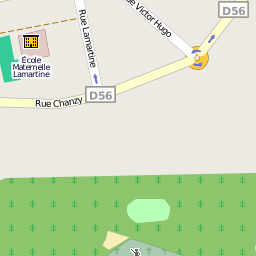 Rue Victor Hugo
D56
Rue Lamartine
École
Maternelle
Lamartine
Rue Chanzy
D56